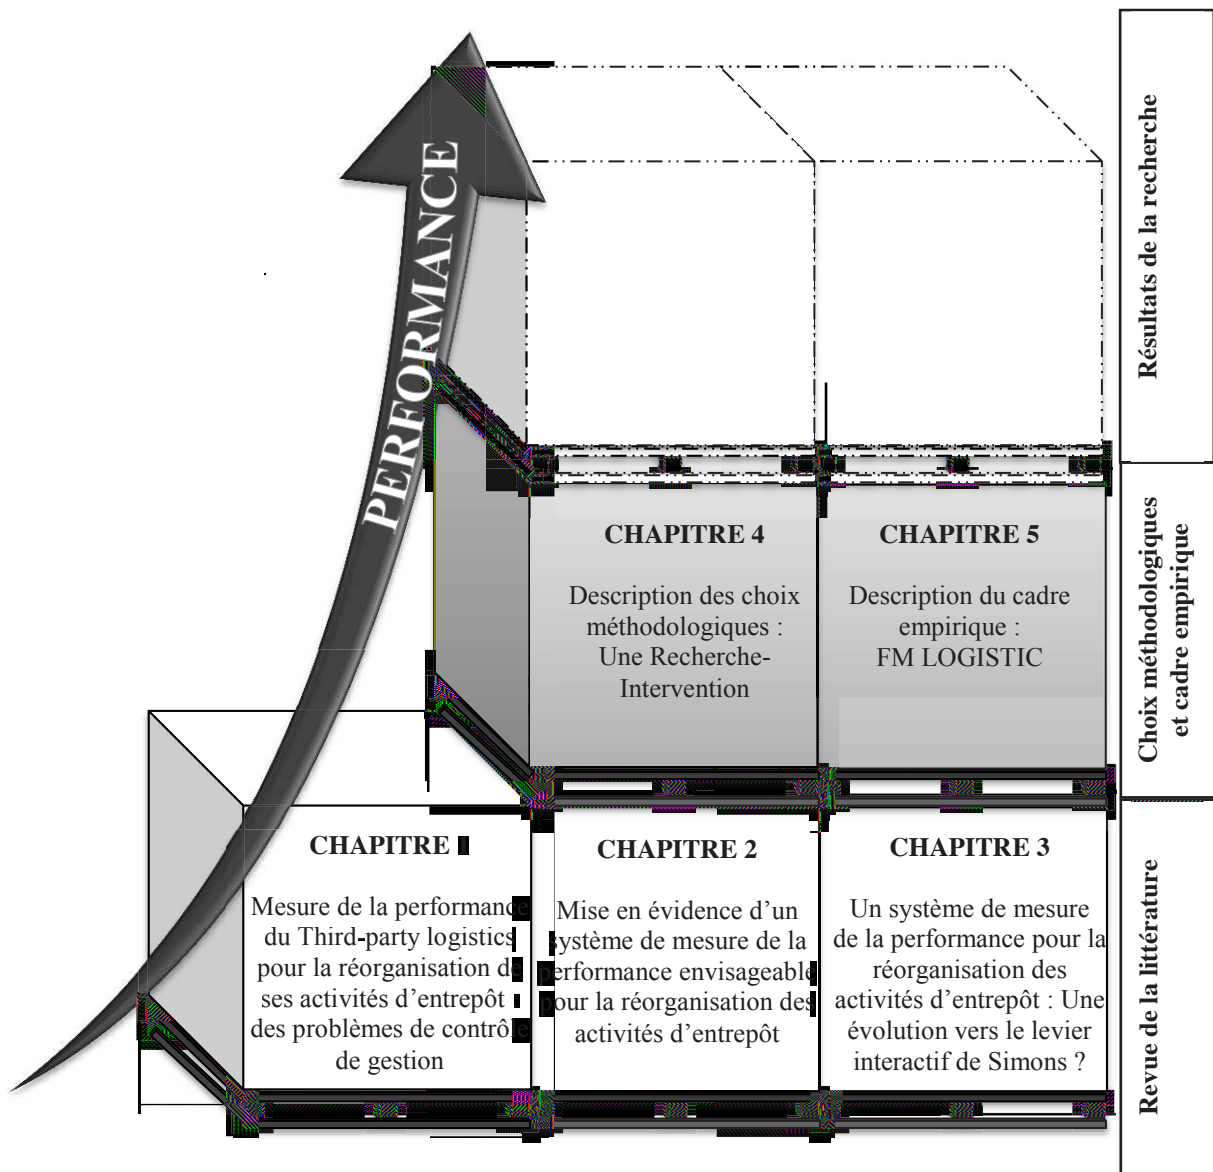 PERFORMANCE
Résultats de la recherche
CHAPITRE 4
Description des choix
méthodologiques :
Une Recherche-
Intervention
CHAPITRE 5
Description du cadre
empirique :
FM LOGISTIC
Choix méthodologiques
et cadre empirique
CHAPITRE
Mesure de la performance
du Third-party logistics
pour la réorganisation de
ses activités d’entrepôt
des problèmes de contrôle
de gestion
CHAPITRE 2
Mise en évidence d’un
système de mesure de la
performance envisageable
pour la réorganisation des
activités d’entrepôt
CHAPITRE 3
Un système de mesure
de la performance pour la
réorganisation des
activités d’entrepôt : Une
évolution vers le levier
interactif de Simons ?
Revue de la littérature